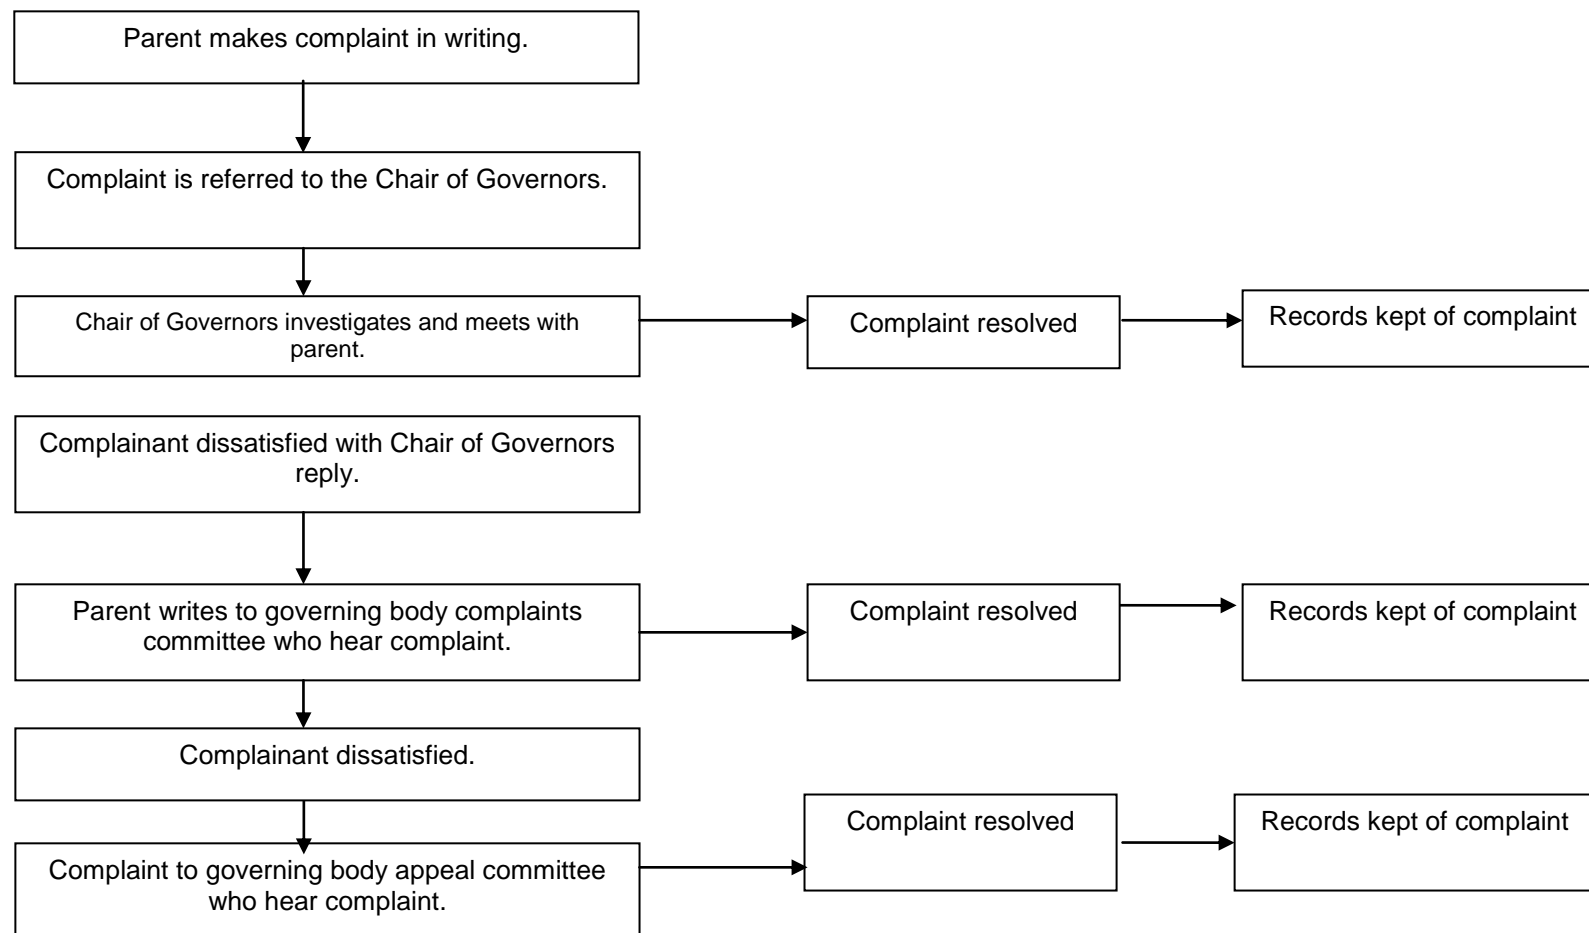 Parent makes complaint in writing.
Complaint is referred to the Chair of Governors.
Chair of Governors investigates and meets with
parent.
Complaint resolved
Records kept of complaint
Complainant dissatisfied with Chair of Governors
reply.
Parent writes to governing body complaints
committee who hear complaint.
Complaint resolved
Records kept of complaint
Complainant dissatisfied.
Complaint to governing body appeal committee
who hear complaint.
Complaint resolved
Records kept of complaint